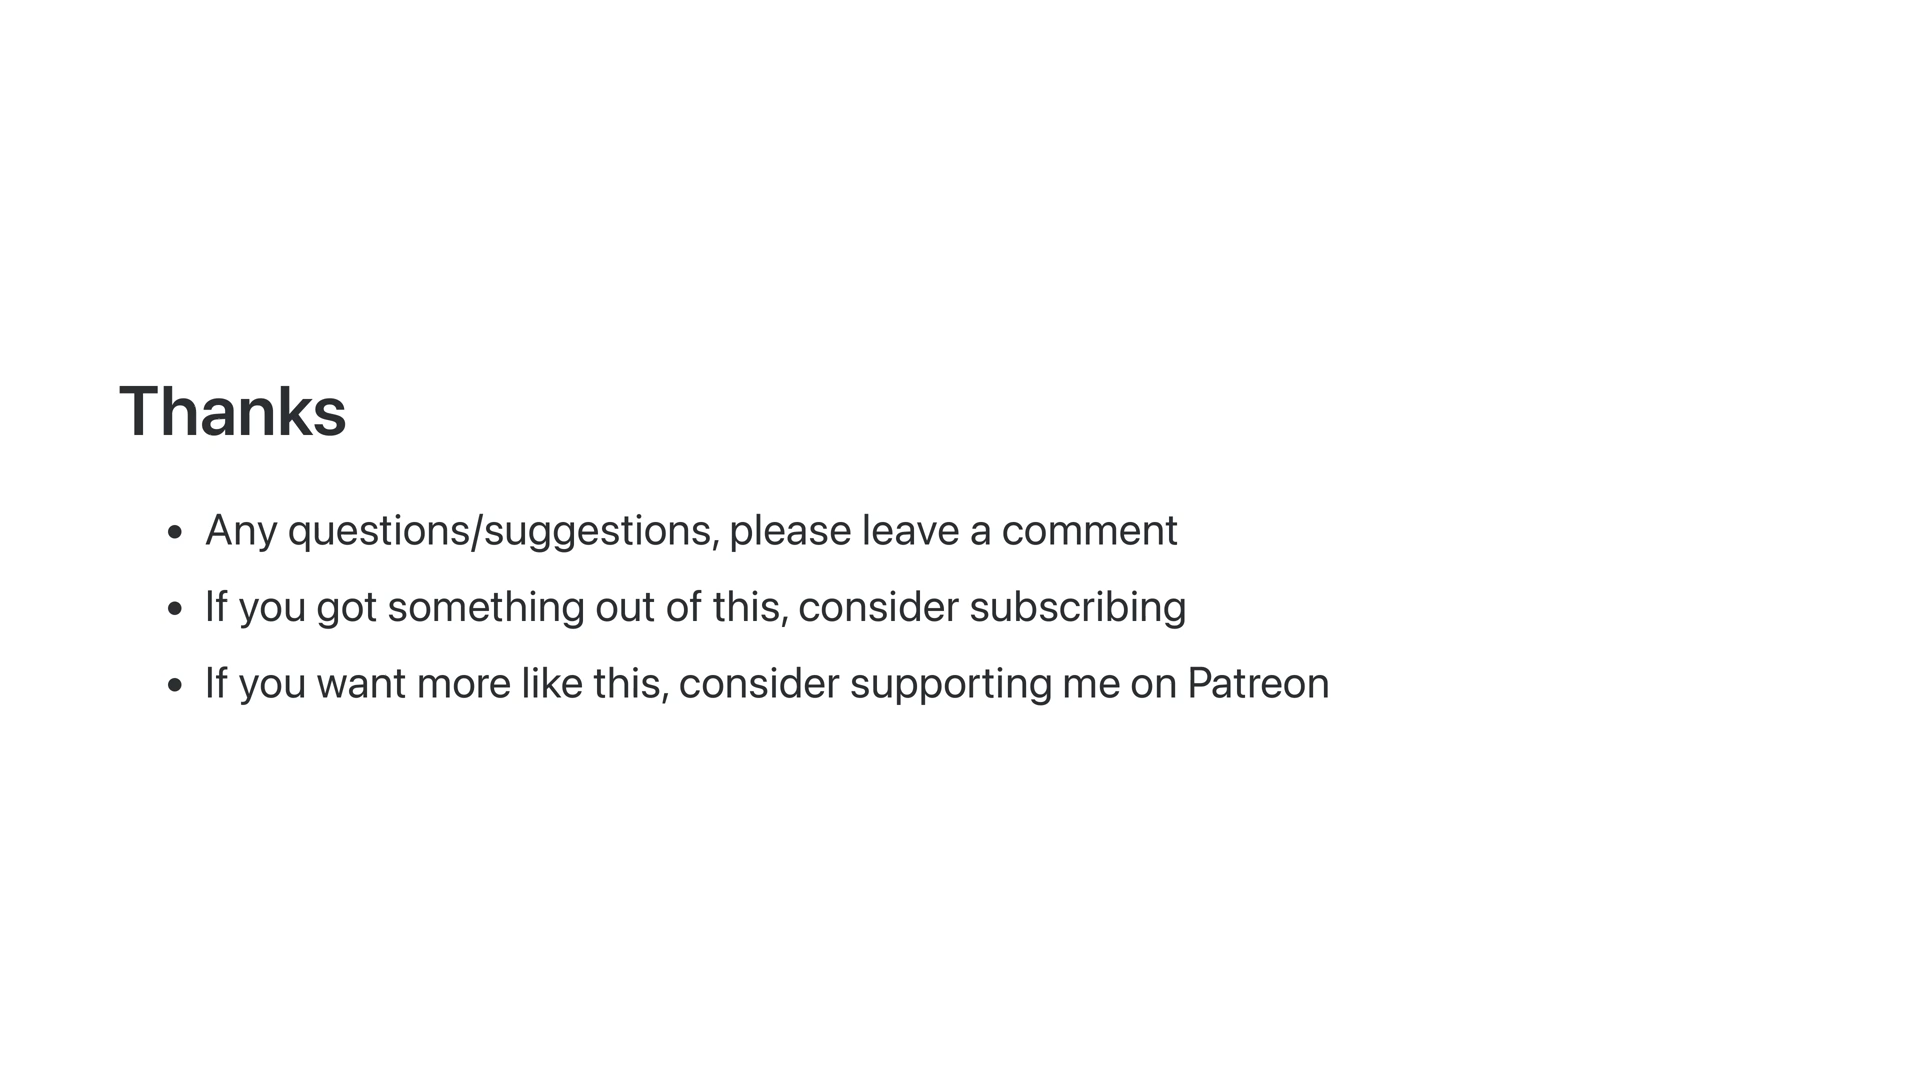 Thanks
• Any questions/suggestions, please leave a comment
• If you got something out of this, consider subscribing
• If you want more like this, consider supporting me on Patreon